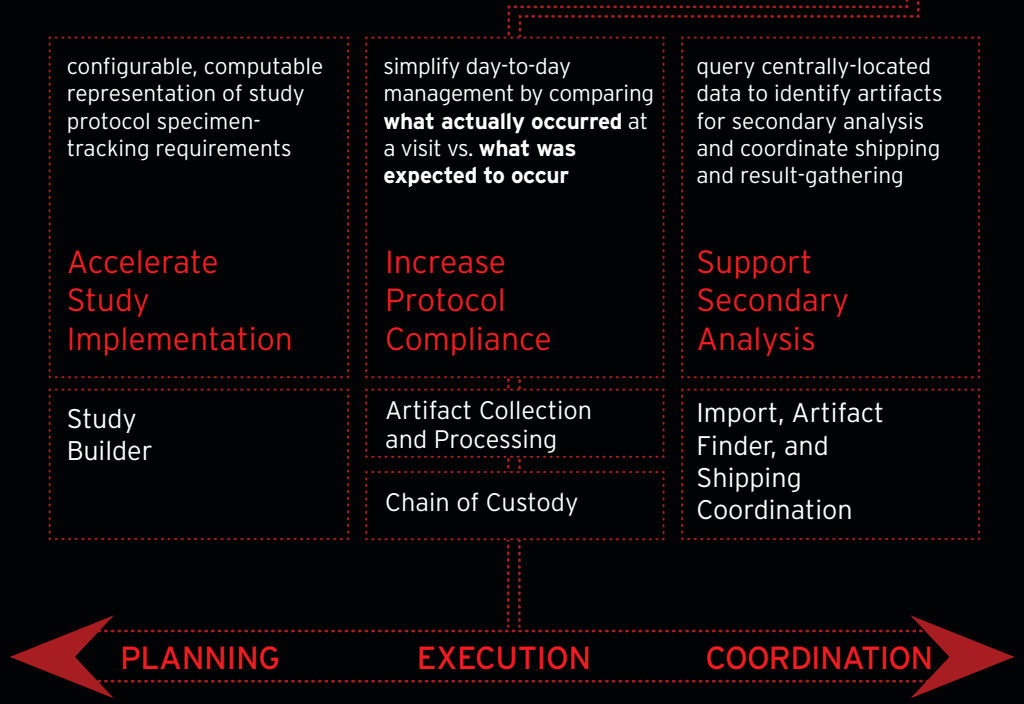 configurable, computable
representation of study
protocol specimen-
tracking requirements
Accelerate
Study
Implementation
Study
Builder
simplify day-to-day
management by comparing
what actually occurred at
a visit vs. what was
expected to occur
Increase
Protocol
Compliance
Artifact Collection
and Processing
Chain of Custody
query centrally-located
data to identify artifacts
for secondary analysis
and coordinate shipping
and result-gathering
Support
Secondary
Analysis
Import, Artifact
Finder, and
Shipping
Coordination
PLANNING
EXECUTION
COORDINATION